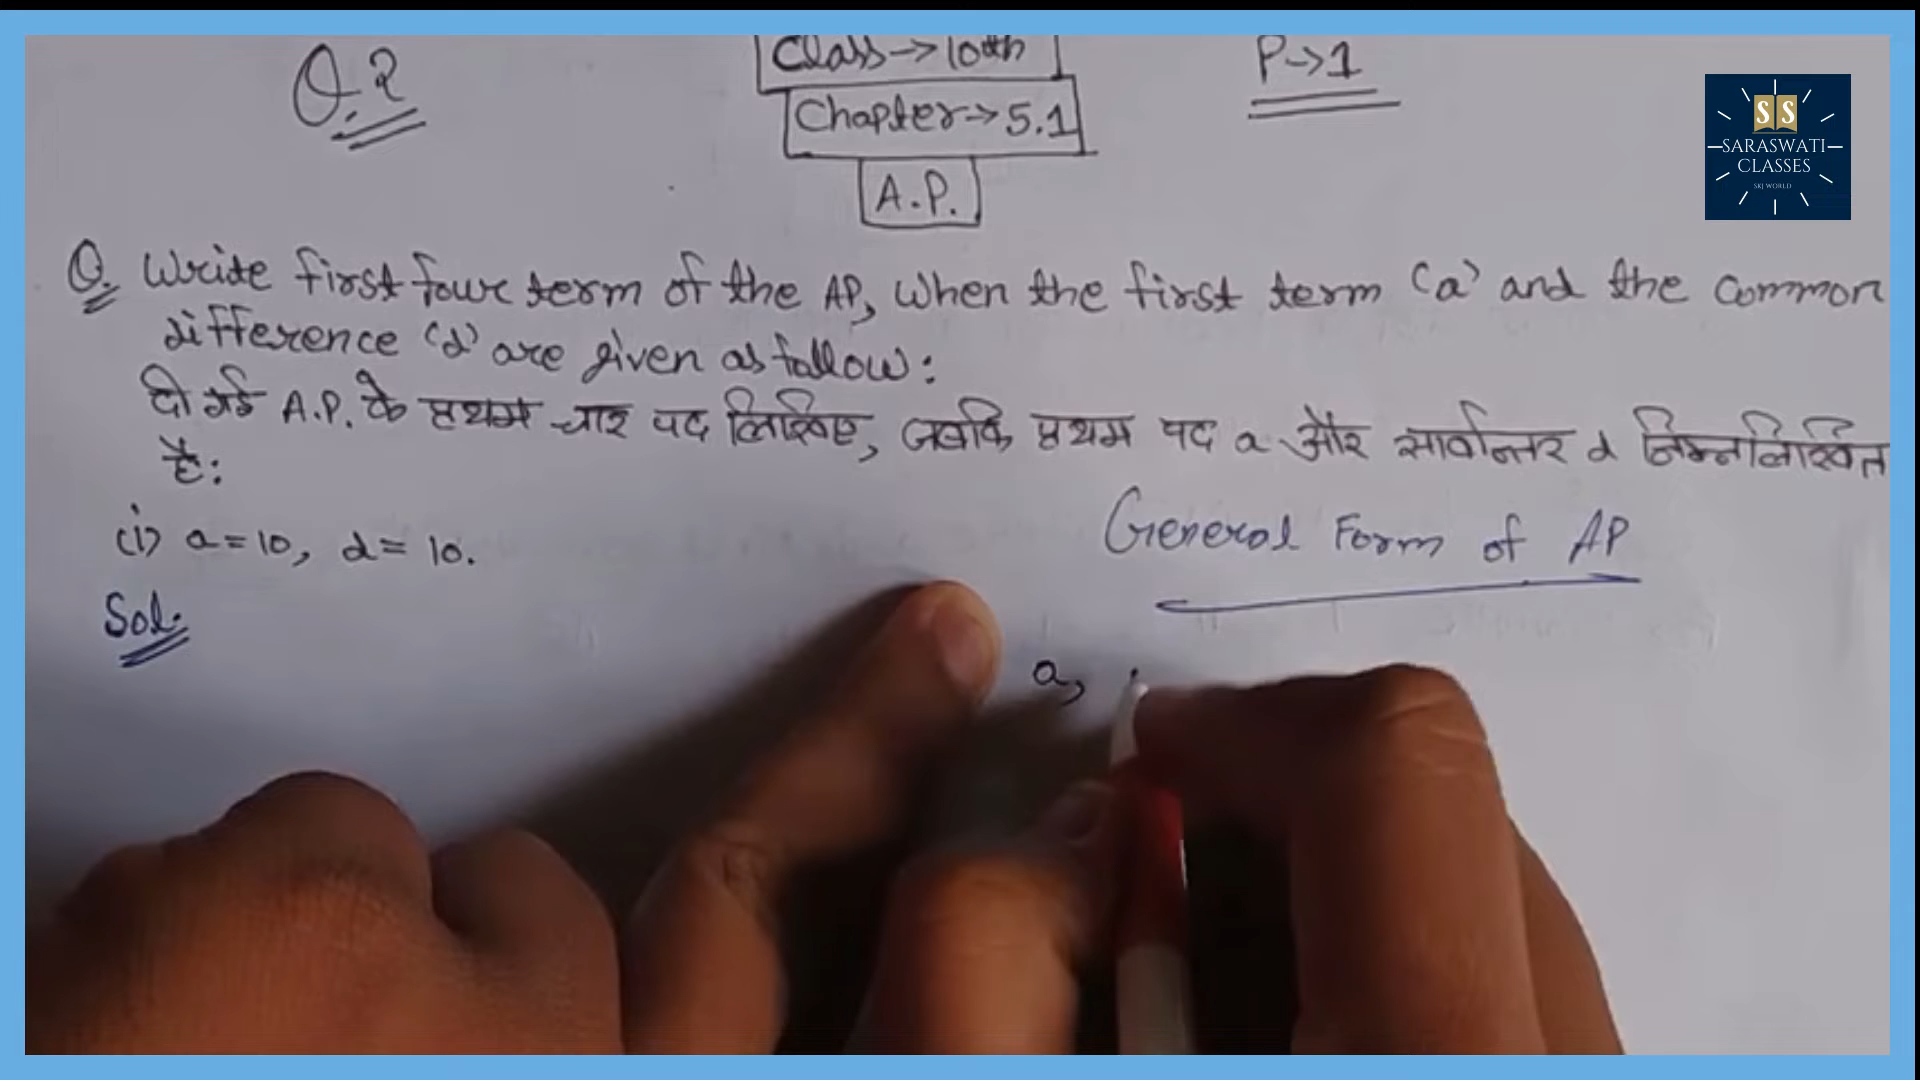 Q.2
Class→10th
P→1
Chapter→5.1
A.P.
SS
SARASWATI
CLASSES
SKJ WORLD
Q. Write first four term of the AP, when the first term 'a' and the common
difference 'd' are given as follow:
दी गई A.P. के प्रथम चार पद लिखिए, जबकि प्रथम पद a और सार्वान्तर d निम्नलिखित
है:
(i) a=10, d=10.
General Form of AP
Sol.
a,